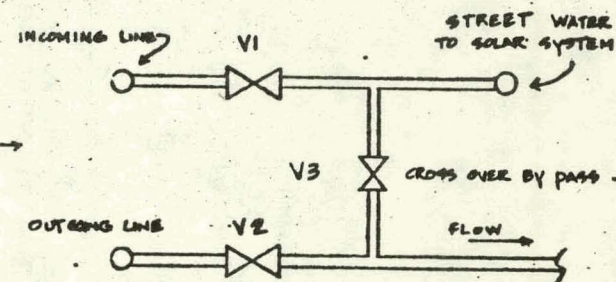 INCOMING LINE
V1
STREET WATER
TO SOLAR SYSTEM
V3
CROSS OVER BY PASS
OUTGOING LINE
V2
FLOW